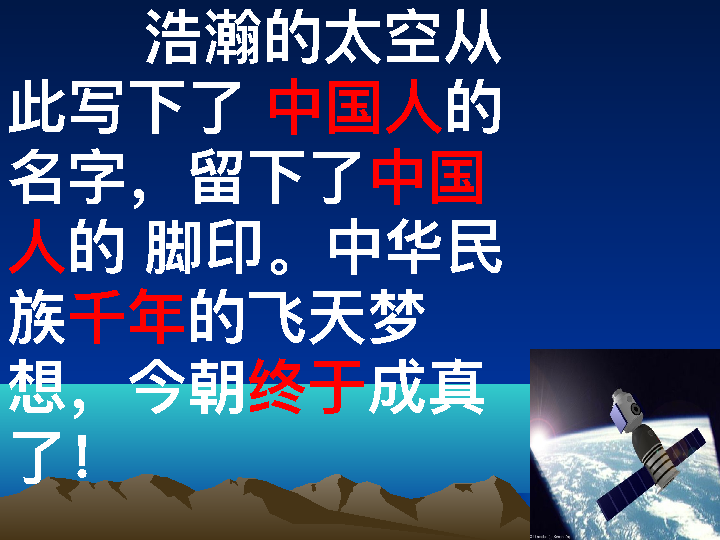 浩瀚的太空从
此写下了 中国人的
名字，留下了中国
人的 脚印。中华民
族千年的飞天梦
想，今朝终于成真
了！